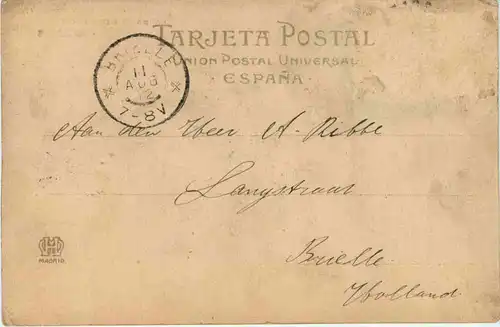 TARJETA POSTAL
UNION POSTAL UNIVERSAL
ESPAÑA
BRIELLE
11
AUG
7-8V
Aan den Heer A. Ribbe
Langstraat
Brielle
Holland
MADRID